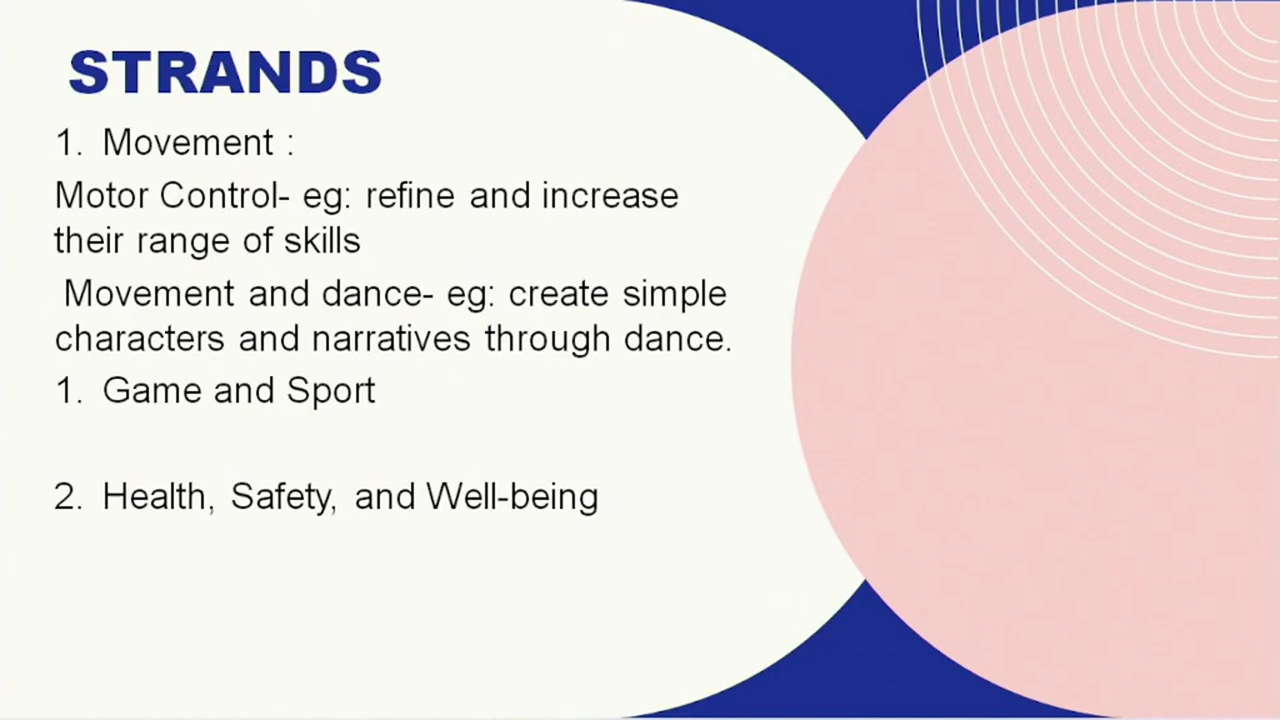 STRANDS
1. Movement :
Motor Control- eg: refine and increase
their range of skills
Movement and dance- eg: create simple
characters and narratives through dance.
1. Game and Sport
2. Health, Safety, and Well-being